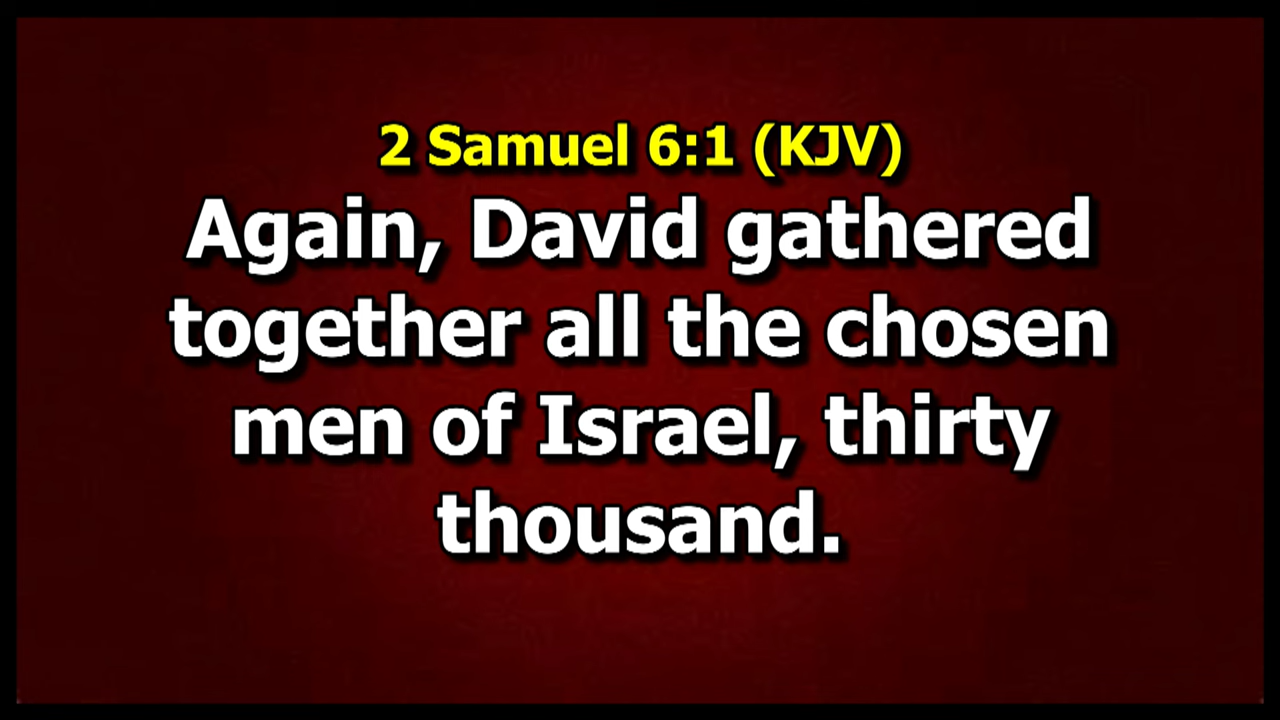 2 Samuel 6:1 (KJV)
Again, David gathered
together all the chosen
men of Israel, thirty
thousand.